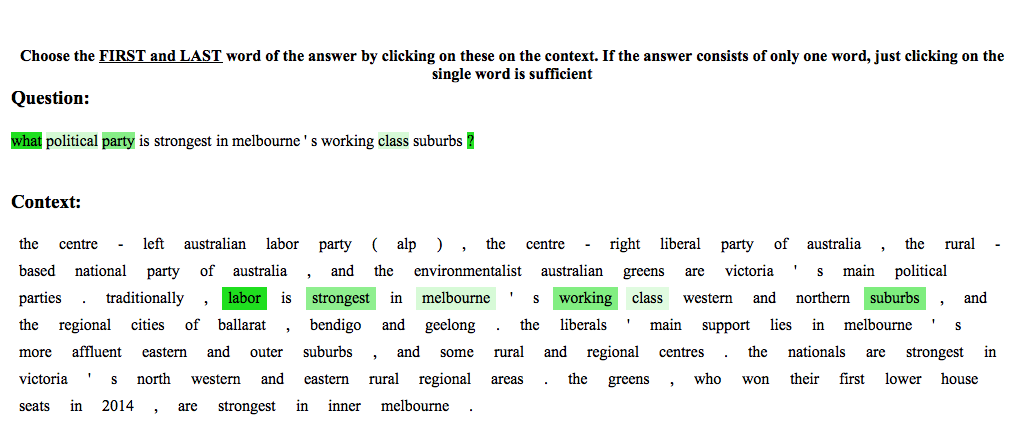 Choose the FIRST and LAST word of the answer by clicking on these on the context. If the answer consists of only one word, just clicking on the
single word is sufficient
Question:
what political party is strongest in melbourne ' s working class suburbs ?
Context:
the centre - left australian labor party ( alp ) , the centre - right liberal party of australia , the rural -
based national party of australia , and the environmentalist australian greens are victoria ' s main political
parties . traditionally , labor is strongest in melbourne ' s working class western and northern suburbs , and
the regional cities of ballarat , bendigo and geelong . the liberals ' main support lies in melbourne ' s
more affluent eastern and outer suburbs , and some rural and regional centres . the nationals are strongest in
victoria ' s north western and eastern rural regional areas . the greens , who won their first lower house
seats in 2014 , are strongest in inner melbourne .